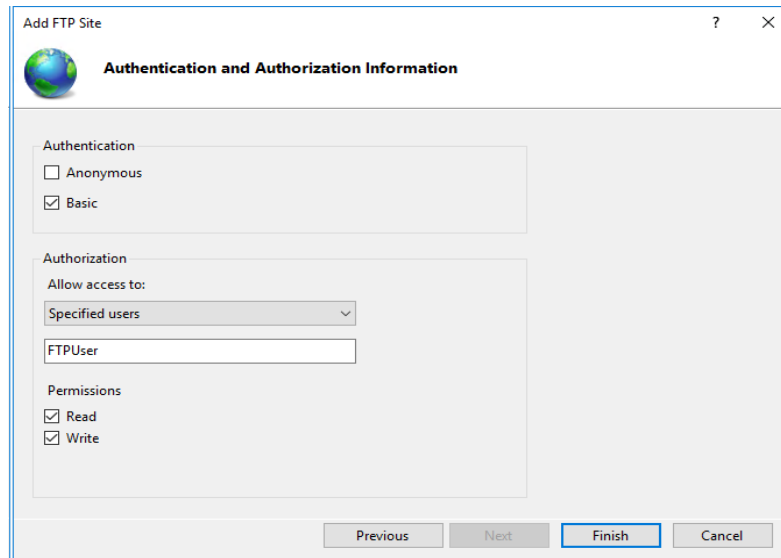 Add FTP Site
?
Authentication and Authorization Information
Authentication
Anonymous
Basic
Authorization
Allow access to:
Specified users
FTPUser
Permissions
Read
Write
Previous Next Finish Cancel